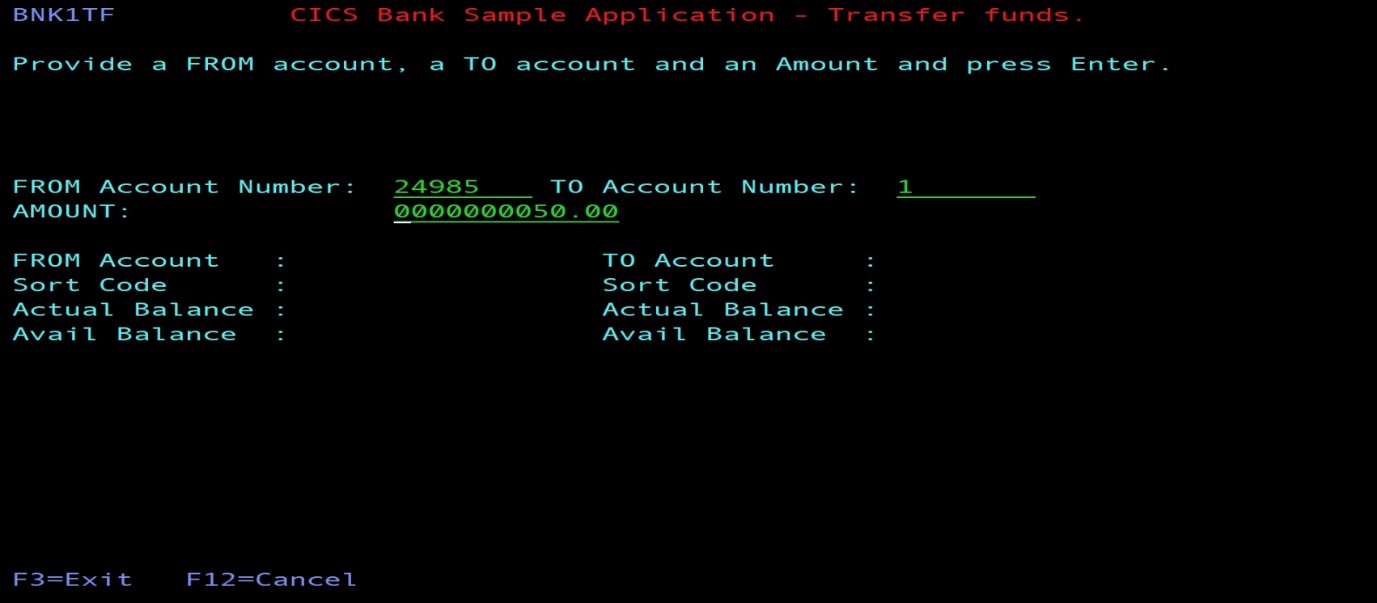 BNK1TF CICS Bank Sample Application - Transfer funds.
Provide a FROM account, a TO account and an Amount and press Enter.
FROM Account Number: 24985 TO Account Number: 1
AMOUNT: 0000000050.00
FROM Account : TO Account :
Sort Code : Sort Code :
Actual Balance : Actual Balance :
Avail Balance : Avail Balance :
F3=Exit F12=Cancel